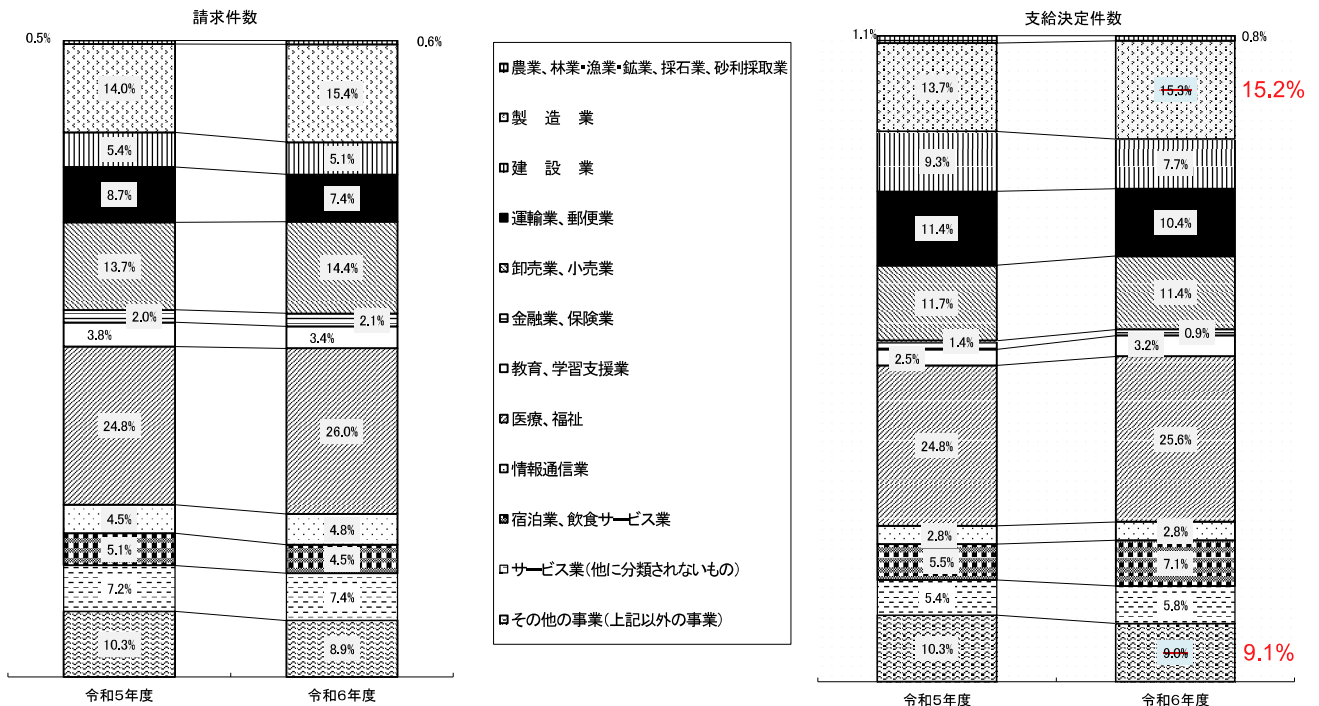 請求件数
0.5%
0.6%
14.0%
15.4%
5.4%
5.1%
8.7%
7.4%
13.7%
14.4%
2.0%
2.1%
3.8%
3.4%
24.8%
26.0%
4.5%
4.8%
5.1%
4.5%
7.2%
7.4%
10.3%
8.9%
令和5年度
令和6年度
農業、林業・漁業・鉱業、採石業、砂利採取業
製造業
建設業
運輸業、郵便業
卸売業、小売業
金融業、保険業
教育、学習支援業
医療、福祉
情報通信業
宿泊業、飲食サービス業
サービス業(他に分類されないもの)
その他の事業(上記以外の事業)
支給決定件数
1.1%
0.8%
13.7%
15.3%
15.2%
9.3%
7.7%
11.4%
10.4%
11.7%
11.4%
1.4%
0.9%
2.5%
3.2%
24.8%
25.6%
2.8%
2.8%
5.5%
7.1%
5.4%
5.8%
10.3%
9.0%
9.1%
令和5年度
令和6年度